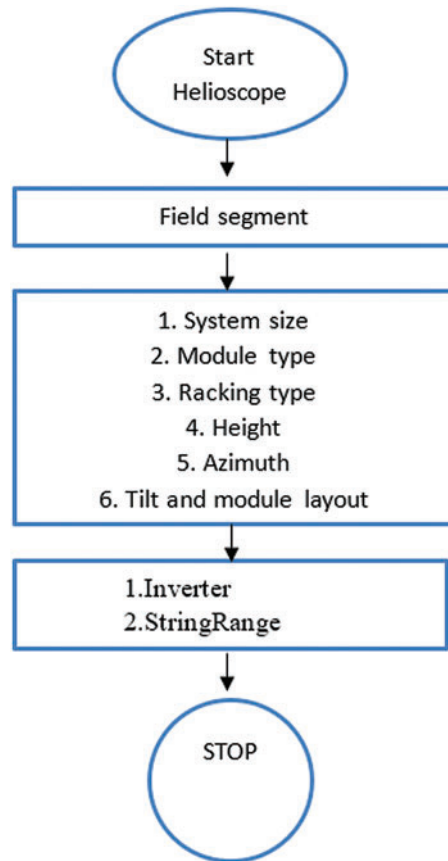 Start
Helioscope
Field segment
1. System size
2. Module type
3. Racking type
4. Height
5. Azimuth
6. Tilt and module layout
1.Inverter
2.StringRange
STOP